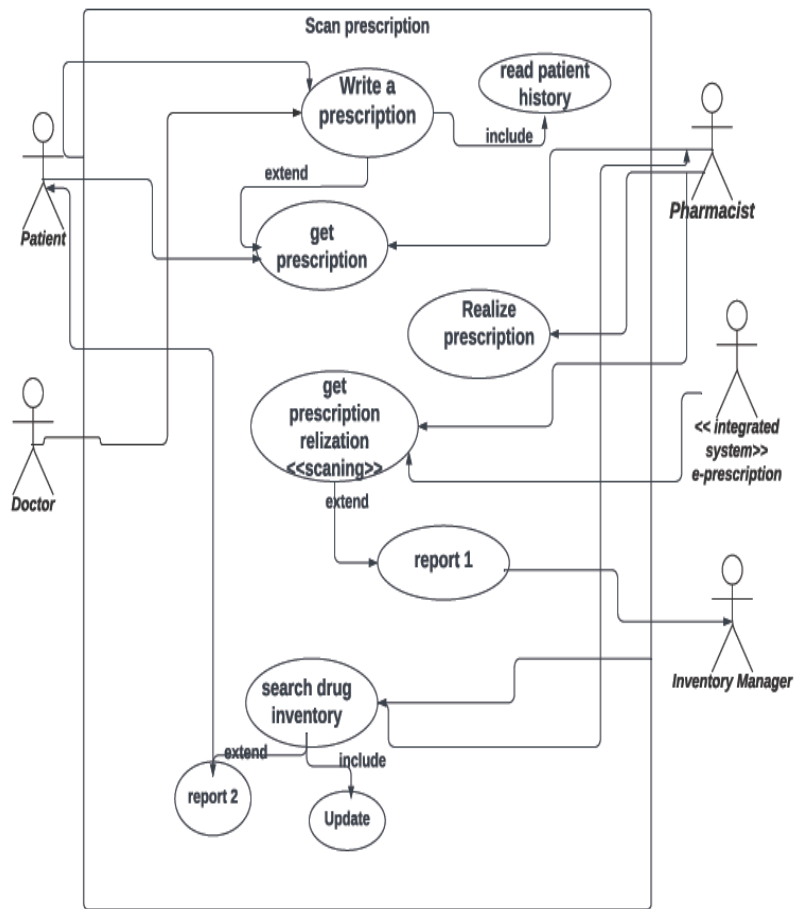 Scan prescription
Write a
prescription
read patient
history
include
extend
get
prescription
Patient
Pharmacist
Realize
prescription
get
prescription
relization
<<scaning>>
<< integrated
system>>
e-prescription
Doctor
extend
report 1
Inventory Manager
search drug
inventory
extend
include
report 2
Update